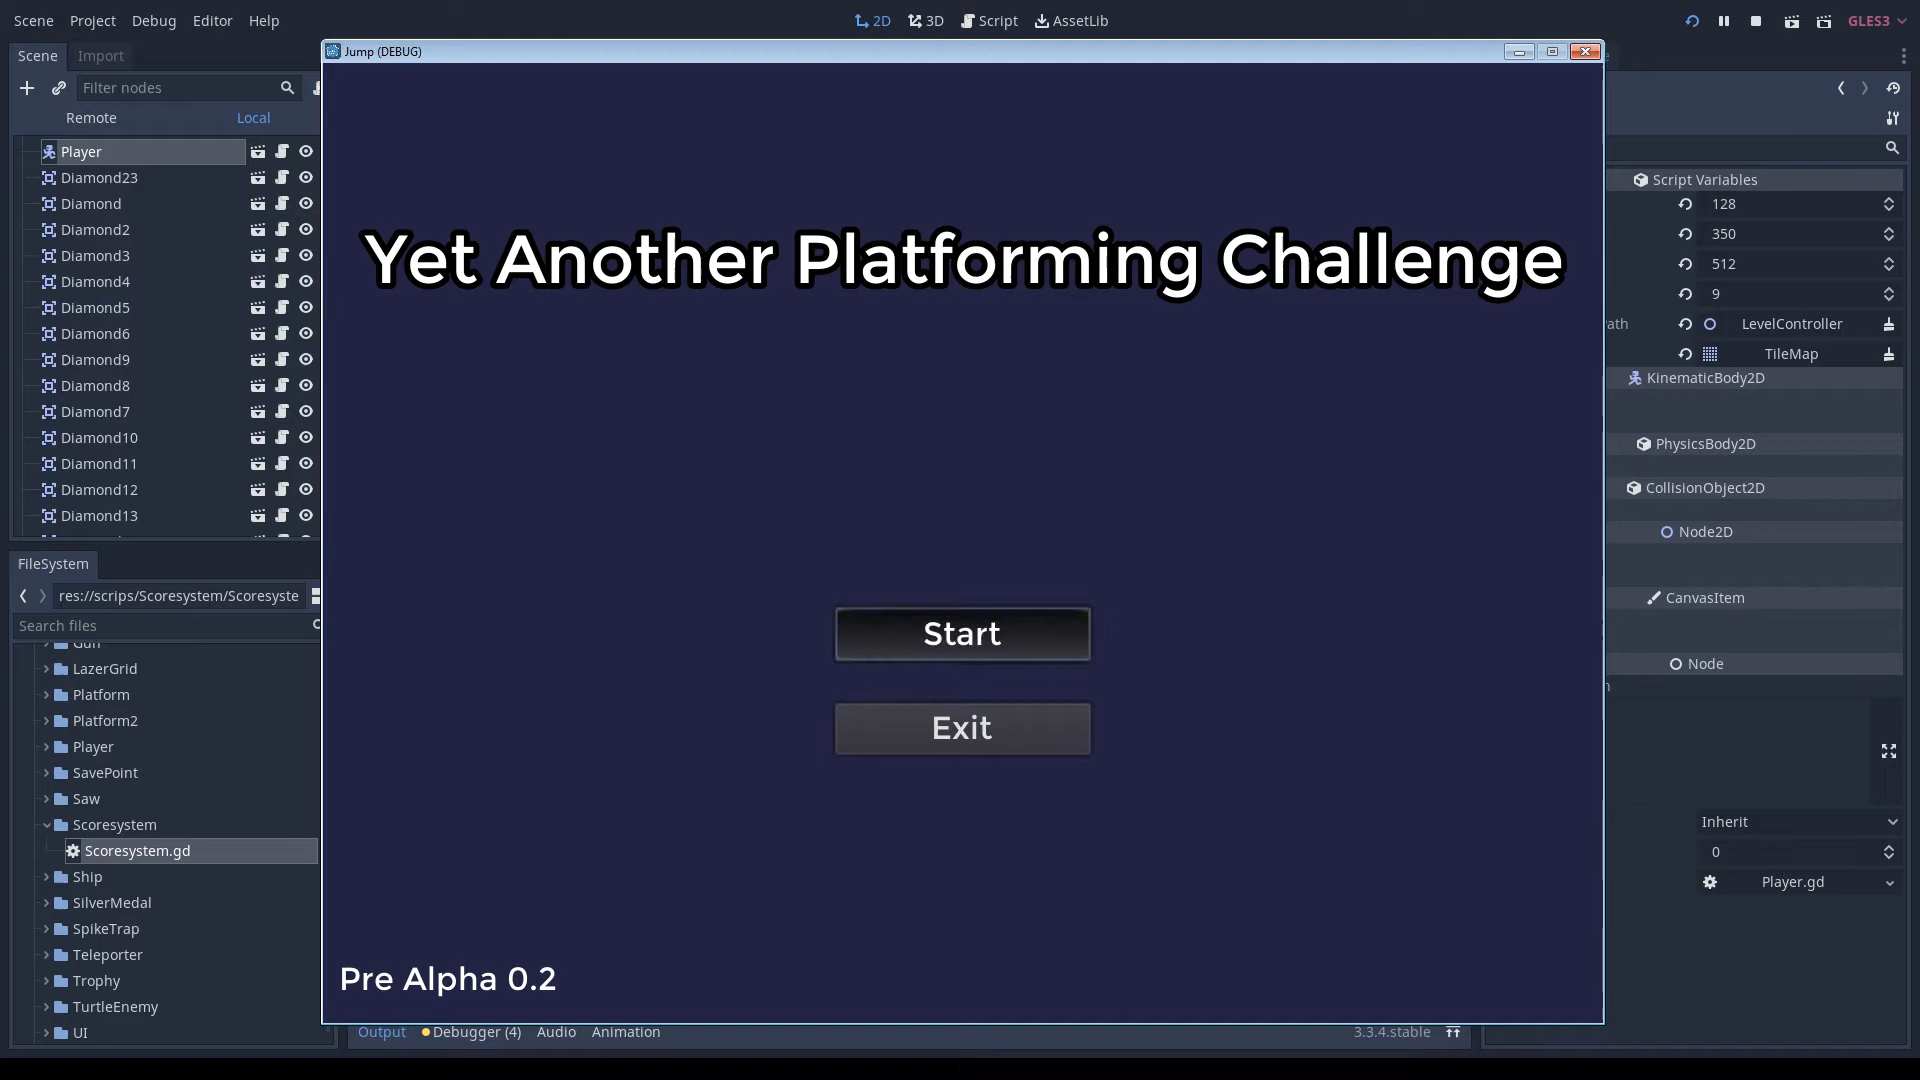 Scene Project Debug Editor Help 2D 3D Script AssetLib GLES3
Scene Import
Jump (DEBUG)
Filter nodes
Remote Local
Player
Diamond23
Diamond
Diamond2
Diamond3
Diamond4
Diamond5
Diamond6
Diamond9
Diamond8
Diamond7
Diamond10
Diamond11
Diamond12
Diamond13
FileSystem
res://scrips/Scoresystem/Scoresyste
Search files
Gun
LazerGrid
Platform
Platform2
Player
SavePoint
Saw
Scoresystem
Scoresystem.gd
Ship
SilverMedal
SpikeTrap
Teleporter
Trophy
TurtleEnemy
UI
Yet Another Platforming Challenge
Start
Exit
Pre Alpha 0.2
Output Debugger (4) Audio Animation 3.3.4.stable
Script Variables
128
350
512
9
ath LevelController
TileMap
KinematicBody2D
PhysicsBody2D
CollisionObject2D
Node2D
CanvasItem
Node
Inherit
0
Player.gd